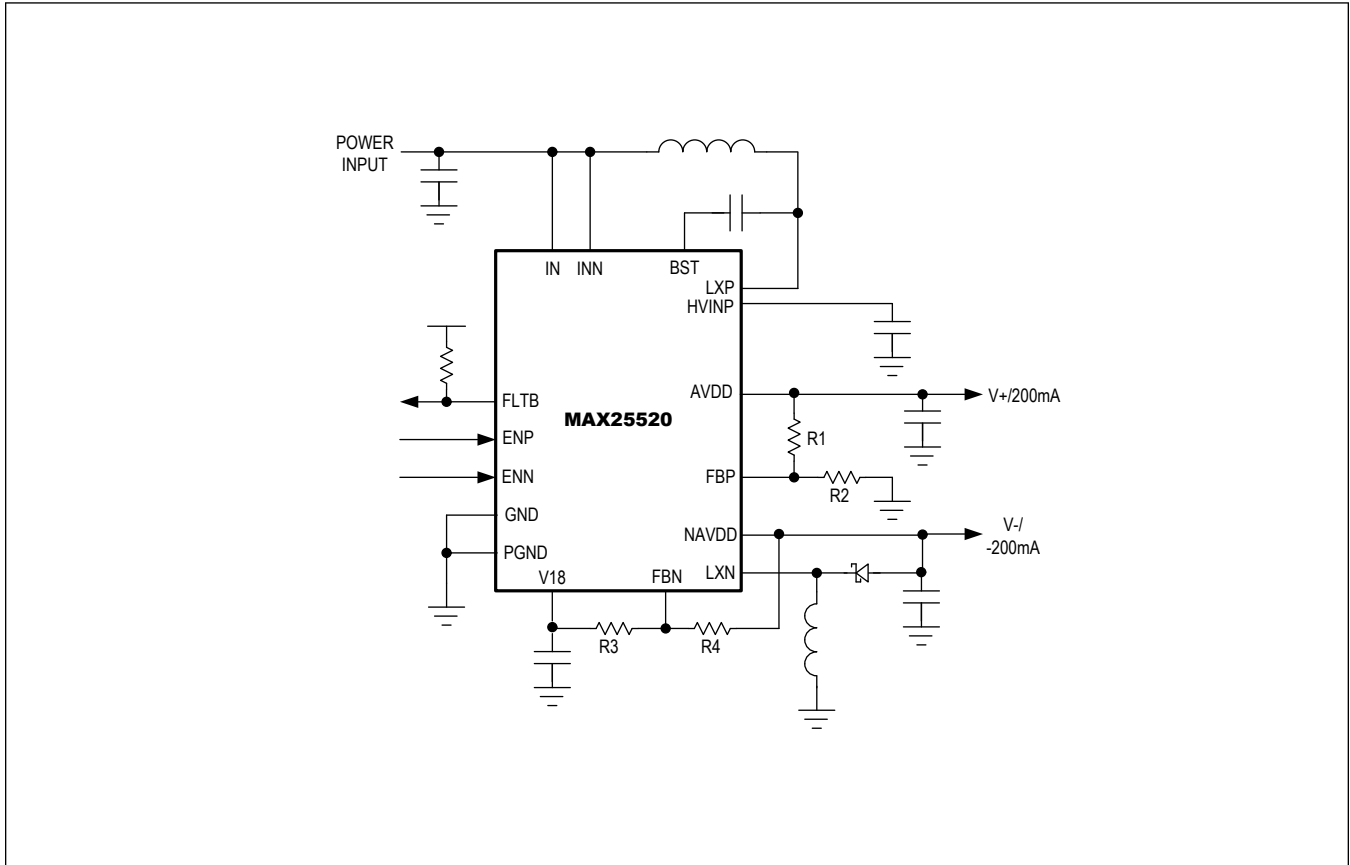 POWER
INPUT
IN
INN
BST
LXP
HVINP
FLTB
AVDD
V+/200mA
MAX25520
R1
ENP
ENN
FBP
R2
GND
NAVDD
V-/
-200mA
PGND
LXN
V18
FBN
R3
R4